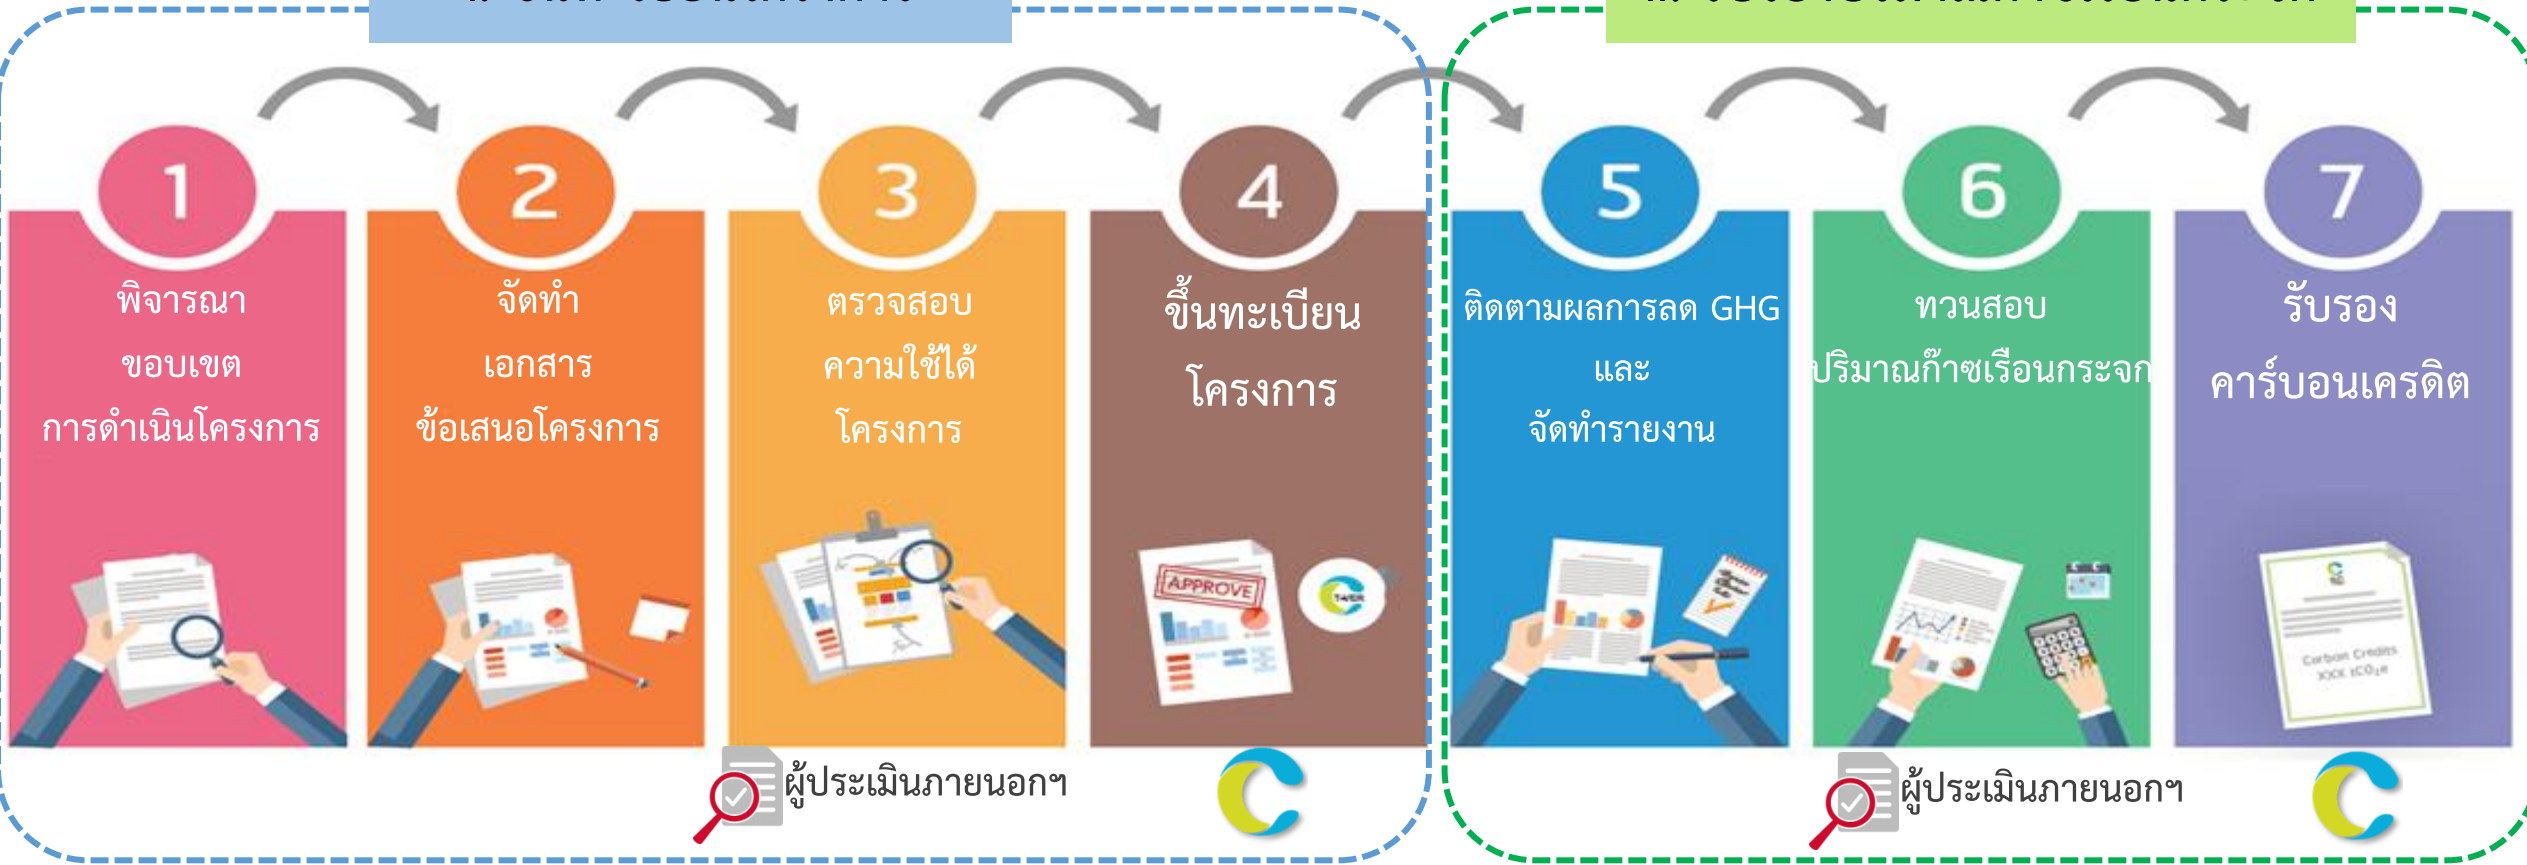 1
2
3
4
5
6
7
พิจารณา
ขอบเขต
การดำเนินโครงการ
จัดทำ
เอกสาร
ข้อเสนอโครงการ
ตรวจสอบ
ความใช้ได้
โครงการ
ขึ้นทะเบียน
โครงการ
ติดตามผลการลด GHG
และ
จัดทำรายงาน
ทวนสอบ
ปริมาณก๊าซเรือนกระจก
รับรอง
คาร์บอนเครดิต
APPROVE
T-VER
Carbon Credits
XXX tCO₂e
ผู้ประเมินภายนอกฯ
ผู้ประเมินภายนอกฯ